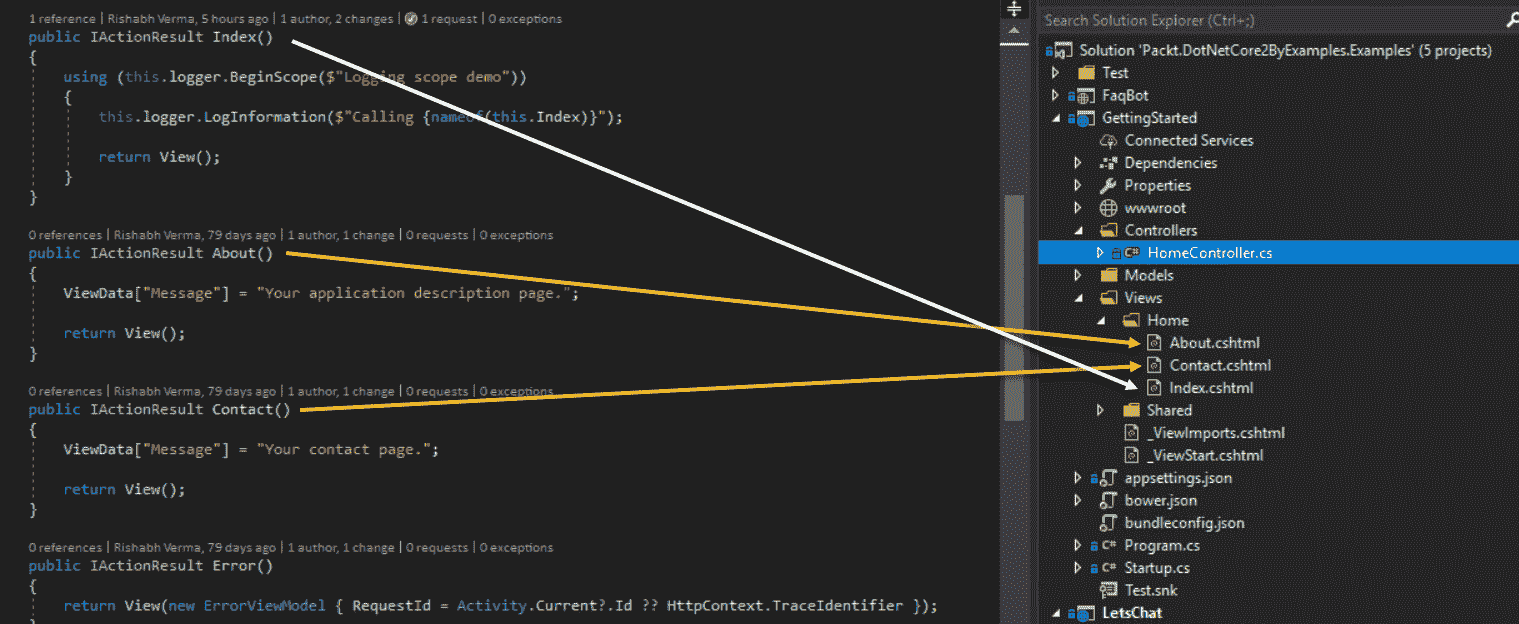 1 reference | Rishabh Verma, 5 hours ago | 1 author, 2 changes | 1 request | 0 exceptions
public IActionResult Index()
{
using (this.logger.BeginScope($"Logging scope demo"))
{
this.logger.LogInformation($"Calling {nameof(this.Index)}");
return View();
}
}
0 references | Rishabh Verma, 79 days ago | 1 author, 1 change | 0 requests | 0 exceptions
public IActionResult About()
{
ViewData["Message"] = "Your application description page.";
return View();
}
0 references | Rishabh Verma, 79 days ago | 1 author, 1 change | 0 requests | 0 exceptions
public IActionResult Contact()
{
ViewData["Message"] = "Your contact page.";
return View();
}
0 references | Rishabh Verma, 79 days ago | 1 author, 1 change | 0 requests | 0 exceptions
public IActionResult Error()
{
return View(new ErrorViewModel { RequestId = Activity.Current?.Id ?? HttpContext.TraceIdentifier });
}
Search Solution Explorer (Ctrl+;)
Solution 'Packt.DotNetCore2ByExamples.Examples' (5 projects)
Test
FaqBot
GettingStarted
Connected Services
Dependencies
Properties
wwwroot
Controllers
C# HomeController.cs
Models
Views
Home
About.cshtml
Contact.cshtml
Index.cshtml
Shared
_ViewImports.cshtml
_ViewStart.cshtml
appsettings.json
bower.json
bundleconfig.json
C# Program.cs
C# Startup.cs
Test.snk
LetsChat